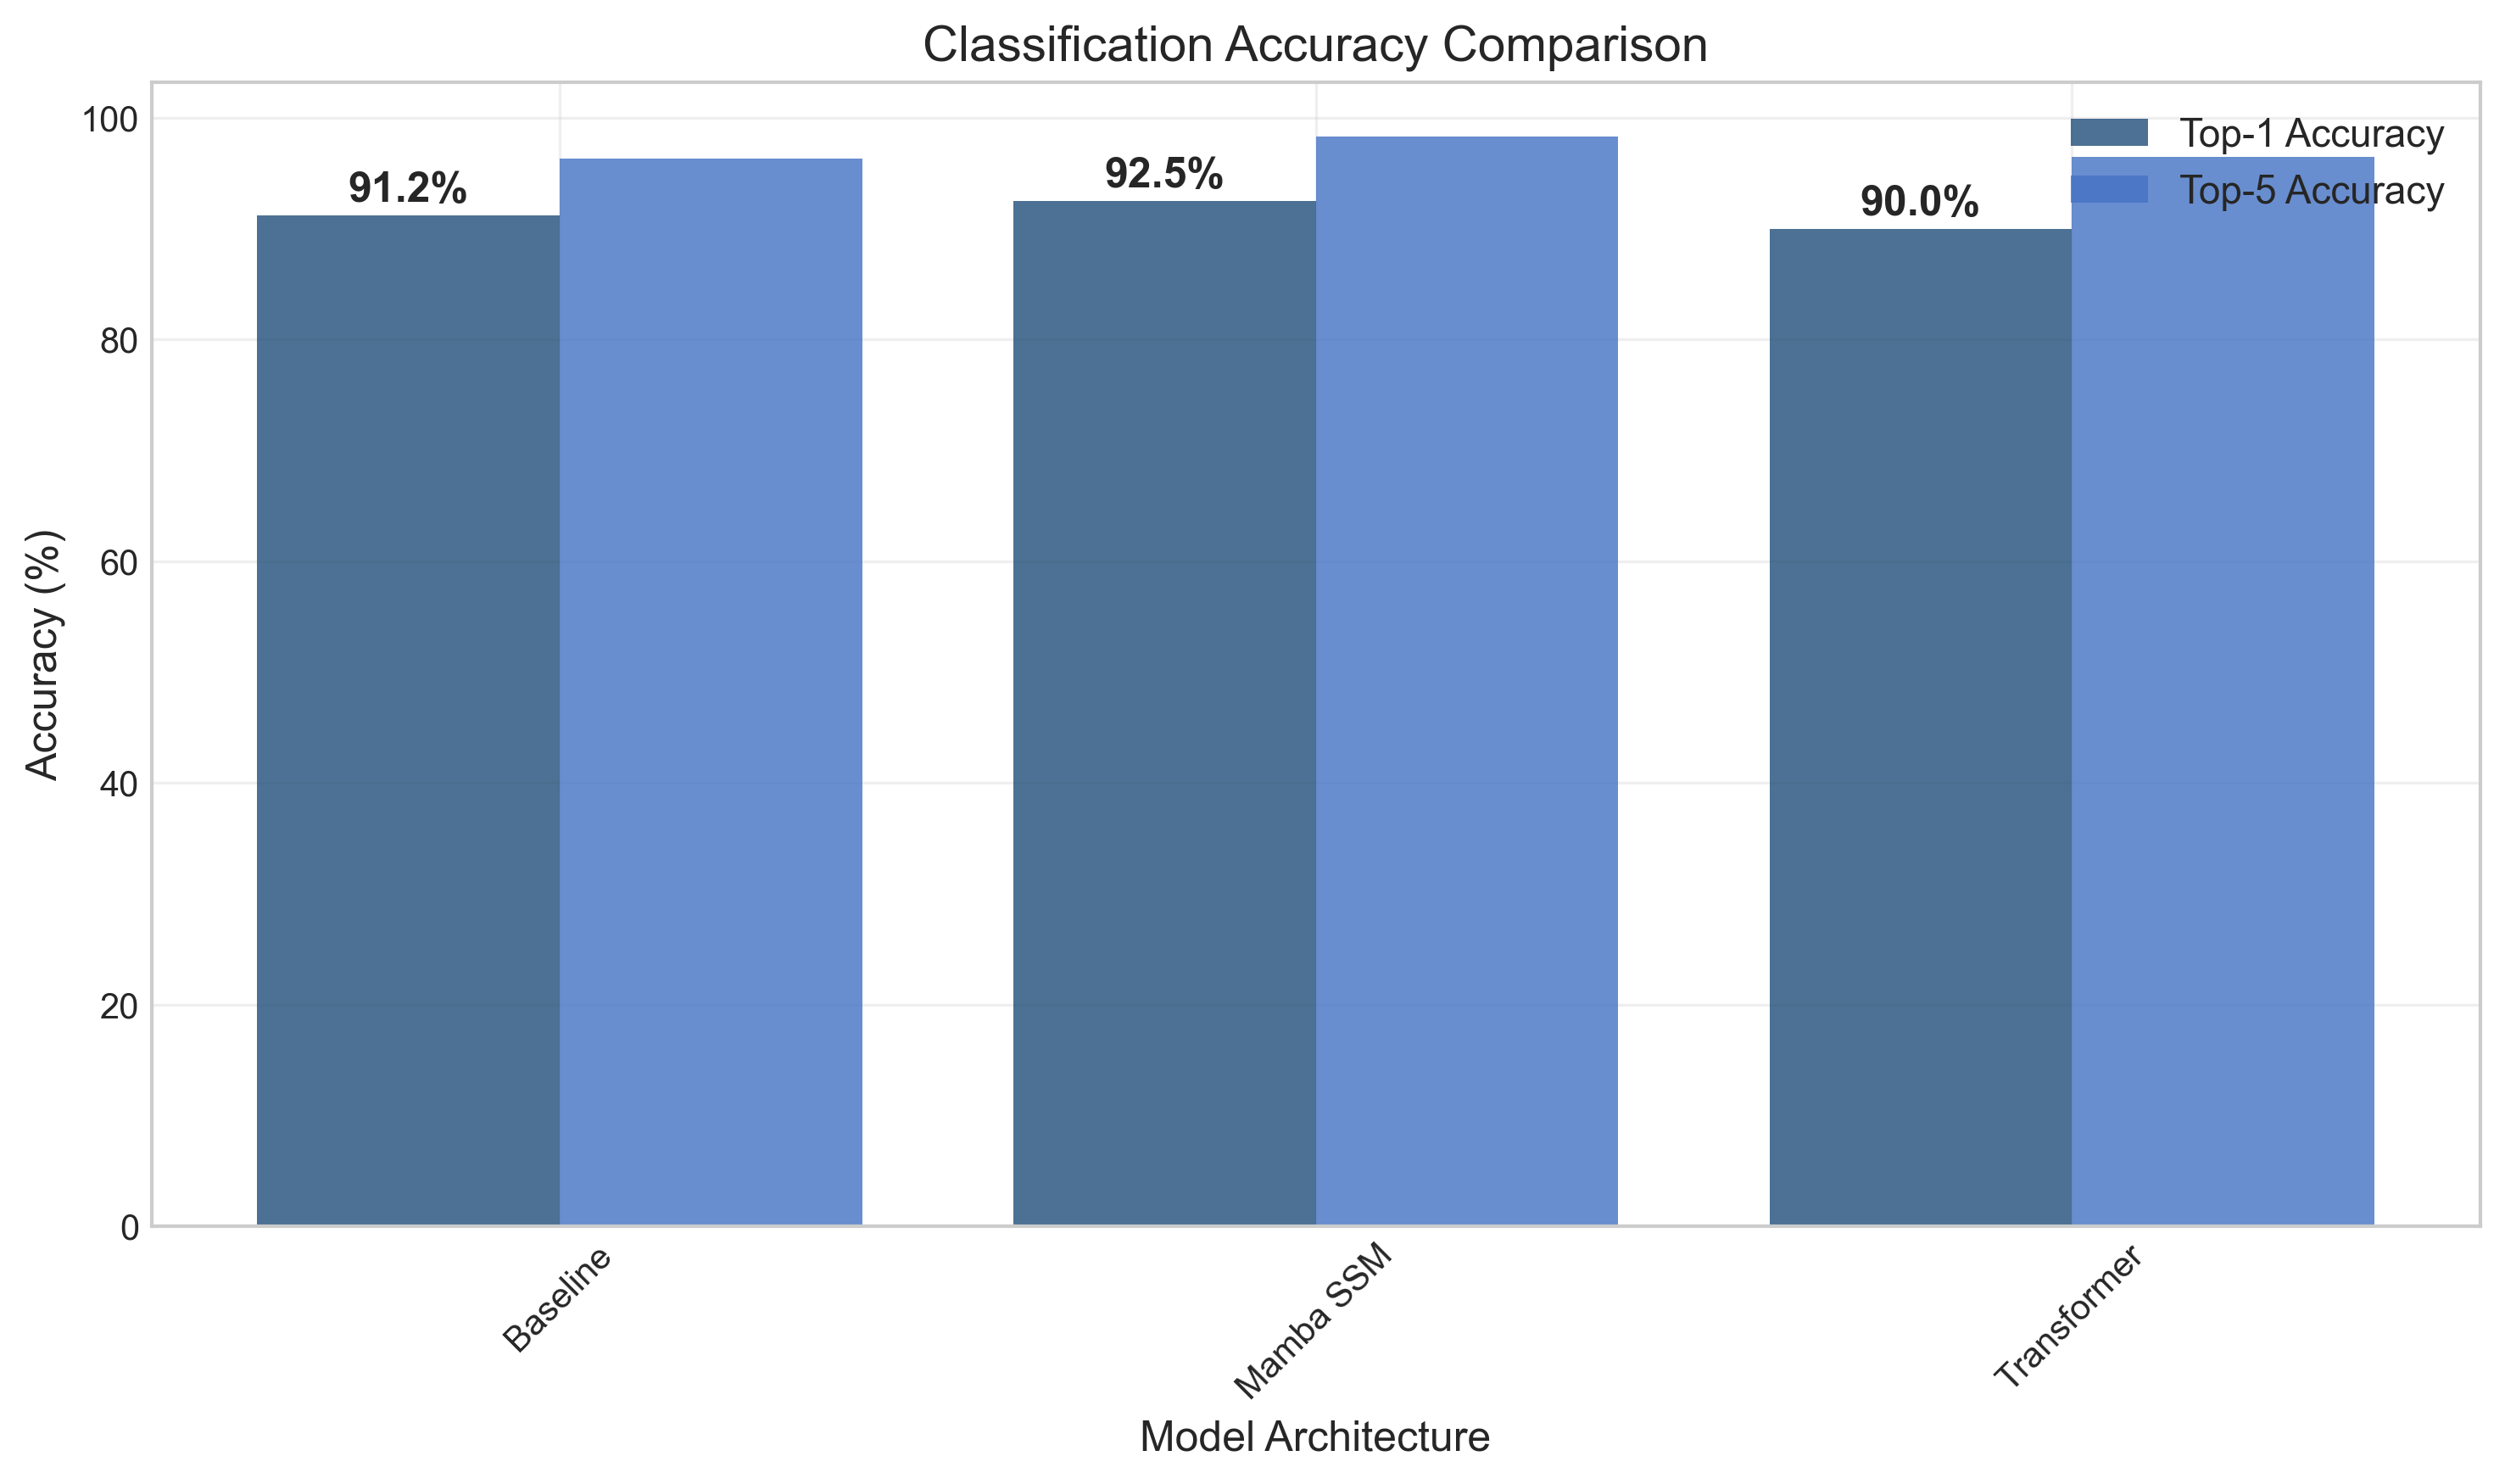 Classification Accuracy Comparison
Top-1 Accuracy
Top-5 Accuracy
91.2%
92.5%
90.0%
Accuracy (%)
100
80
60
40
20
0
Baseline
Mamba SSM
Transformer
Model Architecture